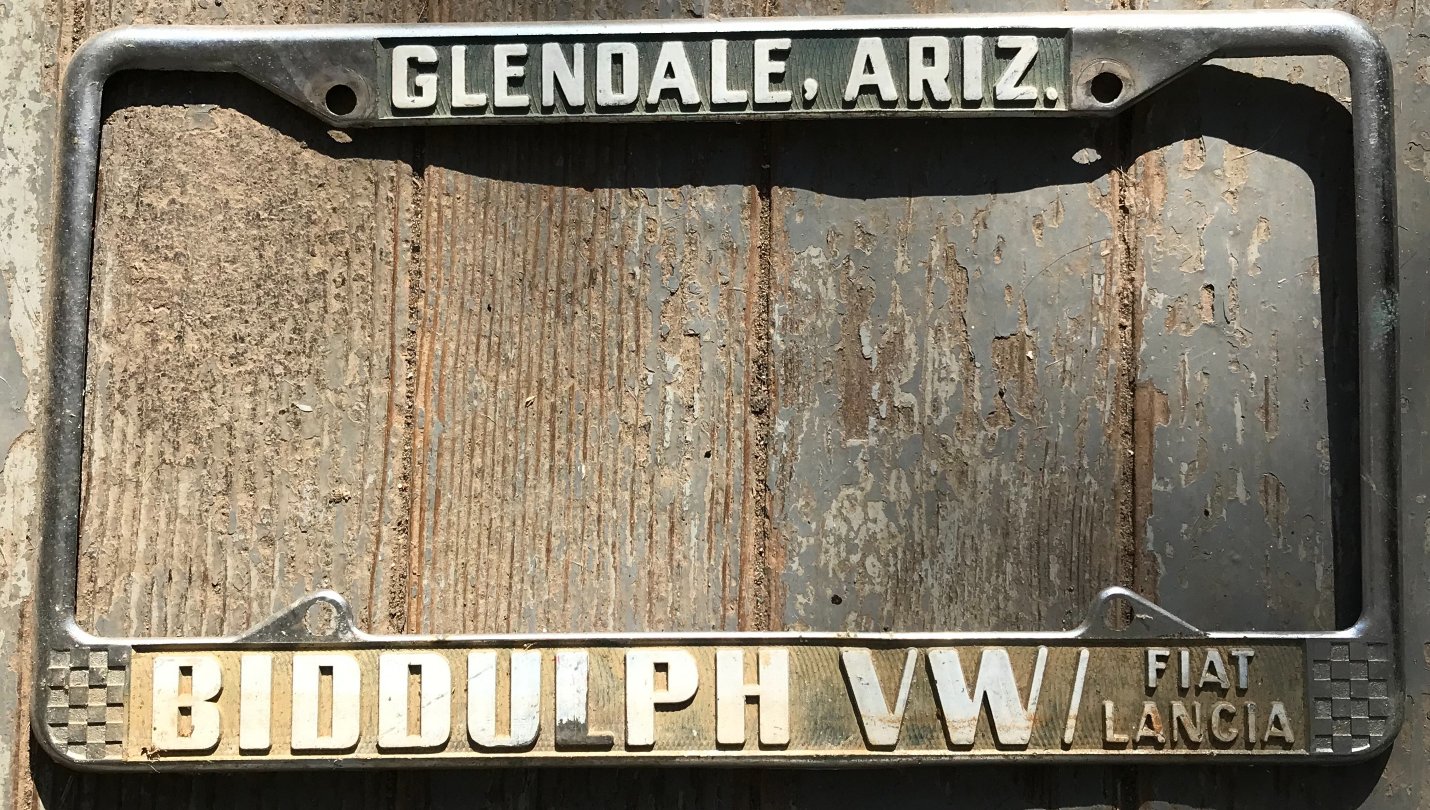 GLENDALE, ARIZ.
BIDDULPH VW/ FIAT
LANCIA